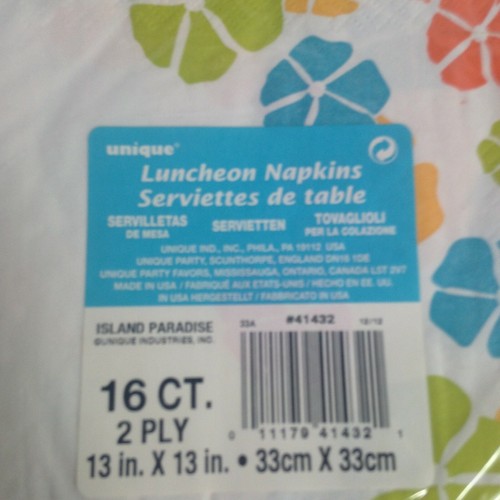 unique®
Luncheon Napkins
Serviettes de table
SERVILLETAS DE MESA
SERVIETTEN
TOVAGLIOLI PER LA COLAZIONE
UNIQUE IND., INC., PHILA., PA 19112 USA
UNIQUE PARTY, SCUNTHORPE, ENGLAND DN15 1DE
UNIQUE PARTY FAVORS, MISSISSAUGA, ONTARIO, CANADA L5T 2V7
MADE IN USA / FABRIQUÉ AUX ETATS-UNIS / HECHO EN EE. UU.
IN USA HERGESTELLT / FABBRICATO IN USA
ISLAND PARADISE
©UNIQUE INDUSTRIES, INC.
33A #41432 12/12
16 CT.
2 PLY
0 11179 41432 1
13 in. X 13 in. • 33cm X 33cm